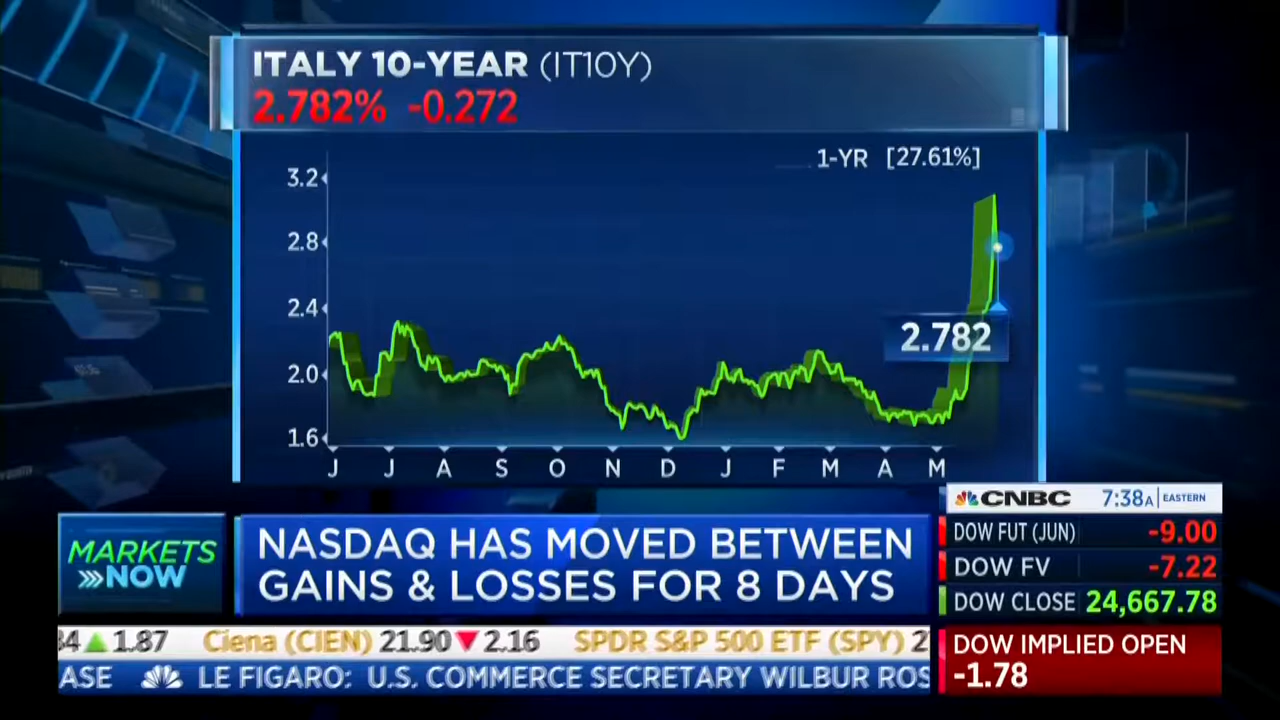 ITALY 10-YEAR (IT10Y)
2.782% -0.272
1-YR [27.61%]
3.2
2.8
2.4
2.0
1.6
2.782
J J A S O N D J F M A M
CNBC 7:38A EASTERN
MARKETS
NOW
NASDAQ HAS MOVED BETWEEN
GAINS & LOSSES FOR 8 DAYS
DOW FUT (JUN) -9.00
DOW FV -7.22
DOW CLOSE 24,667.78
DOW IMPLIED OPEN
-1.78
34 ▲ 1.87 Ciena (CIEN) 21.90 ▼ 2.16 SPDR S&P 500 ETF (SPY) 2
ASE LE FIGARO: U.S. COMMERCE SECRETARY WILBUR ROS